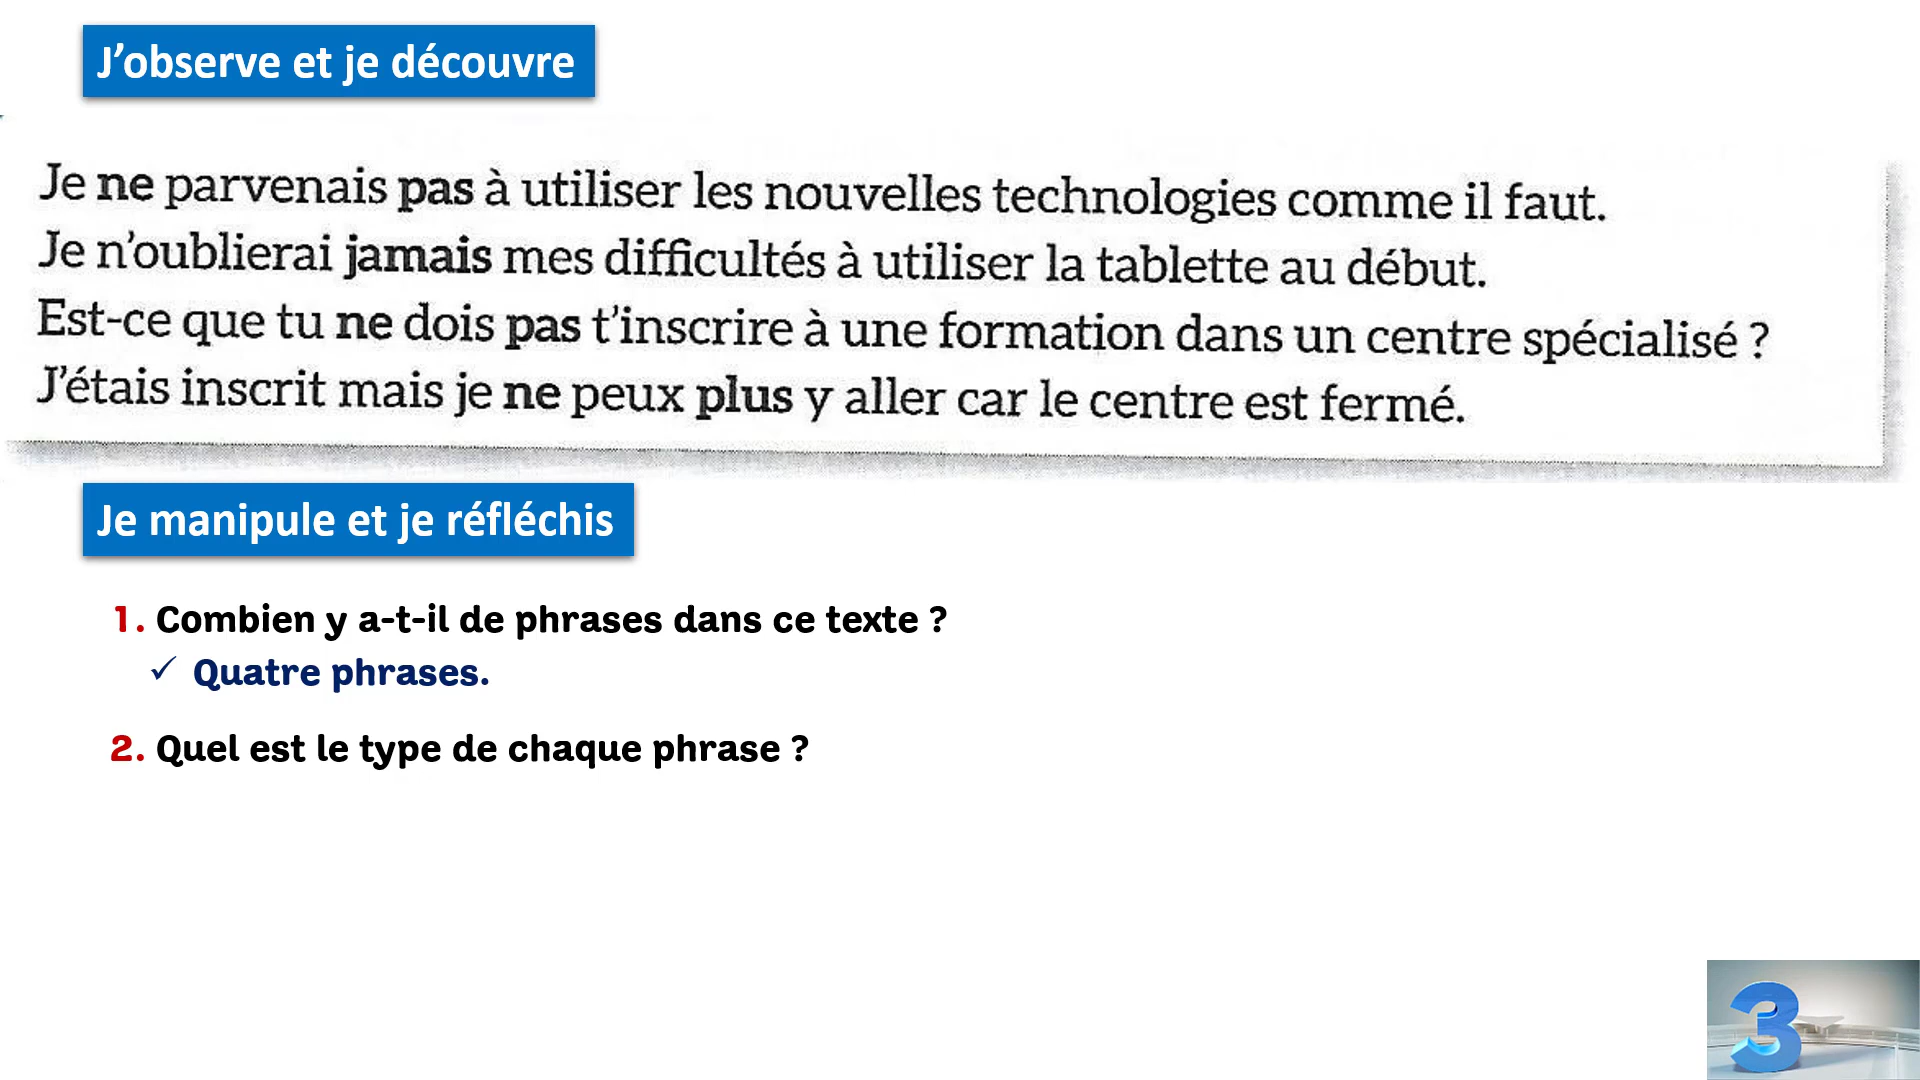 J’observe et je découvre
Je ne parvenais pas à utiliser les nouvelles technologies comme il faut.
Je n’oublierai jamais mes difficultés à utiliser la tablette au début.
Est-ce que tu ne dois pas t’inscrire à une formation dans un centre spécialisé ?
J’étais inscrit mais je ne peux plus y aller car le centre est fermé.
Je manipule et je réfléchis
1. Combien y a-t-il de phrases dans ce texte ?
✓ Quatre phrases.
2. Quel est le type de chaque phrase ?
3